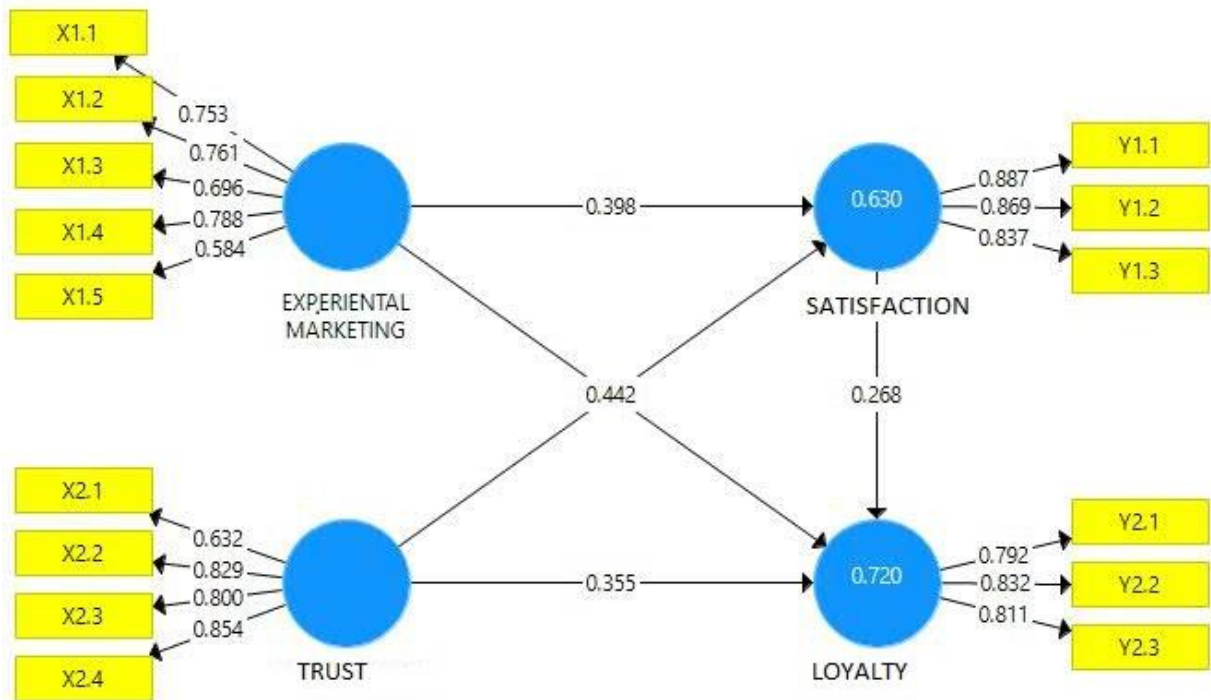 X1.1
X1.2
X1.3
X1.4
X1.5
0.753
0.761
0.696
0.788
0.584
EXPERIENTAL
MARKETING
0.398
0.630
SATISFACTION
0.887
0.869
0.837
Y1.1
Y1.2
Y1.3
0.442
0.268
X2.1
X2.2
X2.3
X2.4
0.632
0.829
0.800
0.854
TRUST
0.355
0.720
LOYALTY
0.792
0.832
0.811
Y2.1
Y2.2
Y2.3